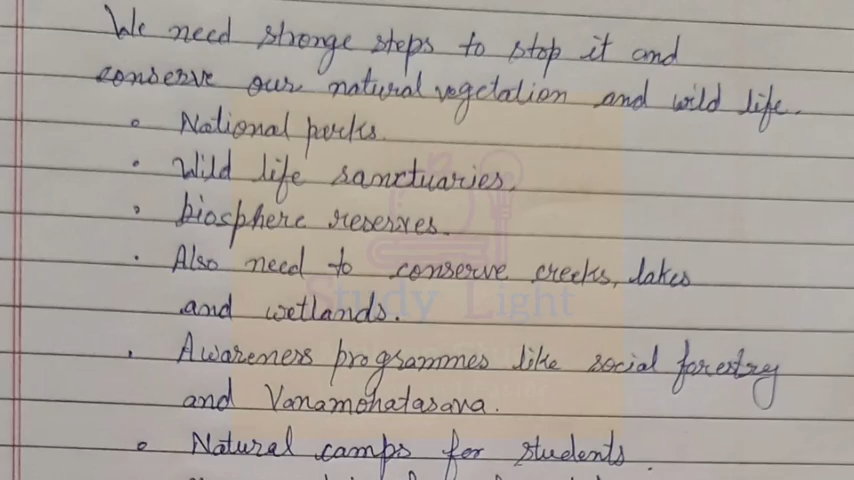 We need stronge steps to stop it and
conserve our natural vegetation and wild life.
• National parks.
• Wild life sanctuaries.
• biosphere reserves.
• Also need to conserve creeks, lakes
and wetlands.
• Awareness programmes like social forestry
and Vanamohatasava.
• Natural camps for students.
Study Light